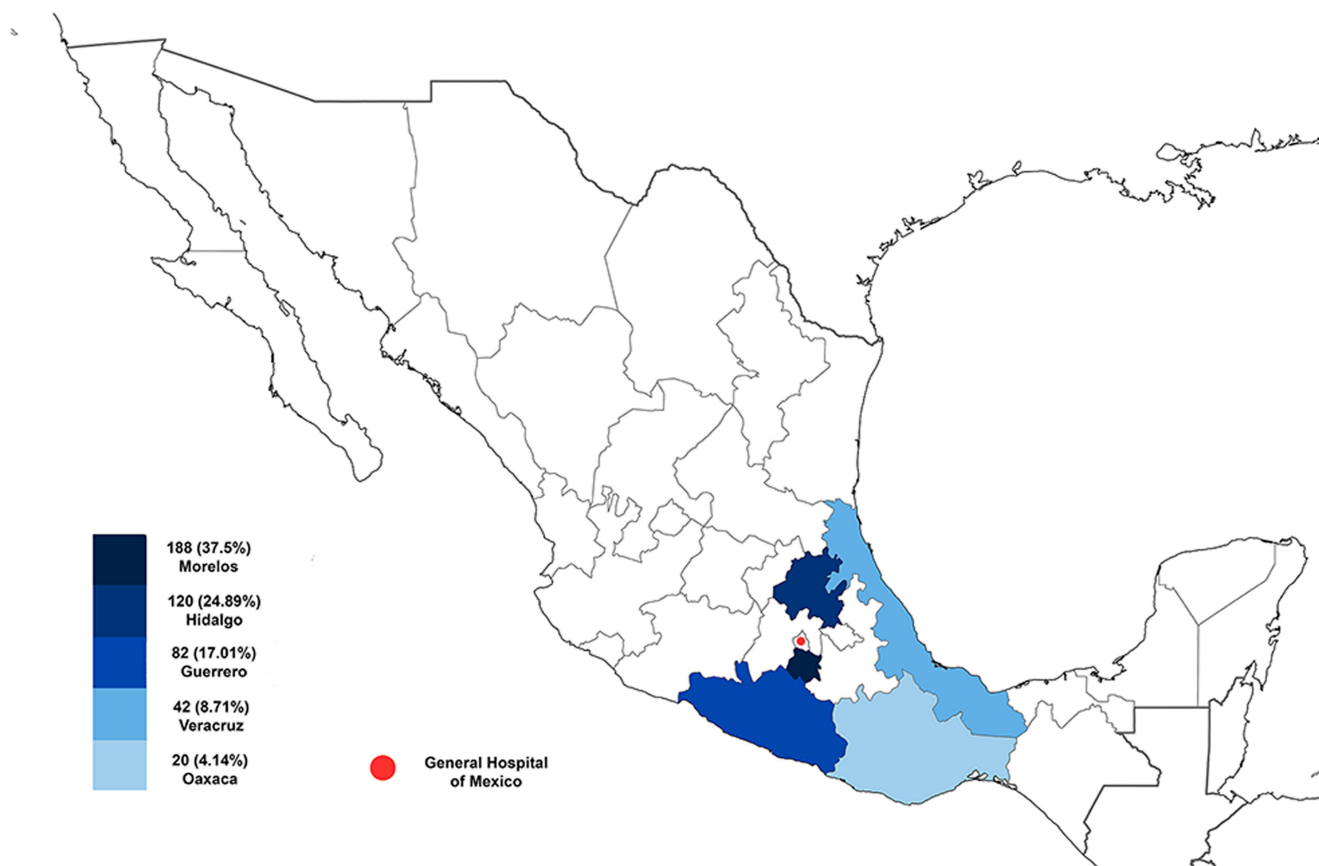 188 (37.5%)
Morelos
120 (24.89%)
Hidalgo
82 (17.01%)
Guerrero
42 (8.71%)
Veracruz
20 (4.14%)
Oaxaca
General Hospital
of Mexico